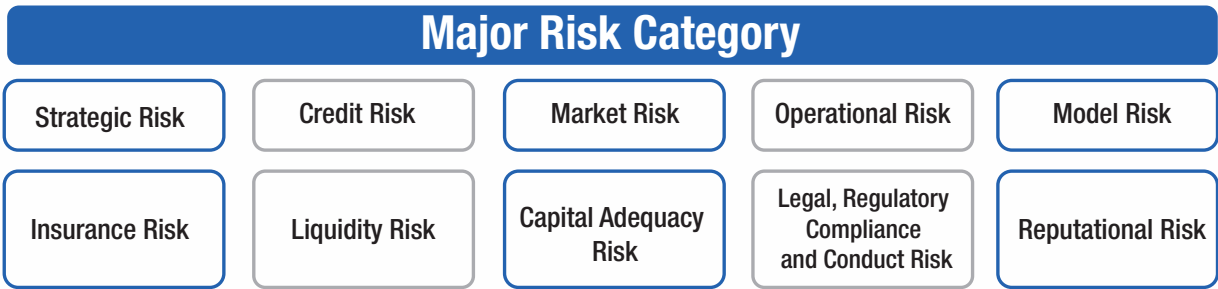 Major Risk Category
Strategic Risk
Credit Risk
Market Risk
Operational Risk
Model Risk
Insurance Risk
Liquidity Risk
Capital Adequacy
Risk
Legal, Regulatory
Compliance
and Conduct Risk
Reputational Risk